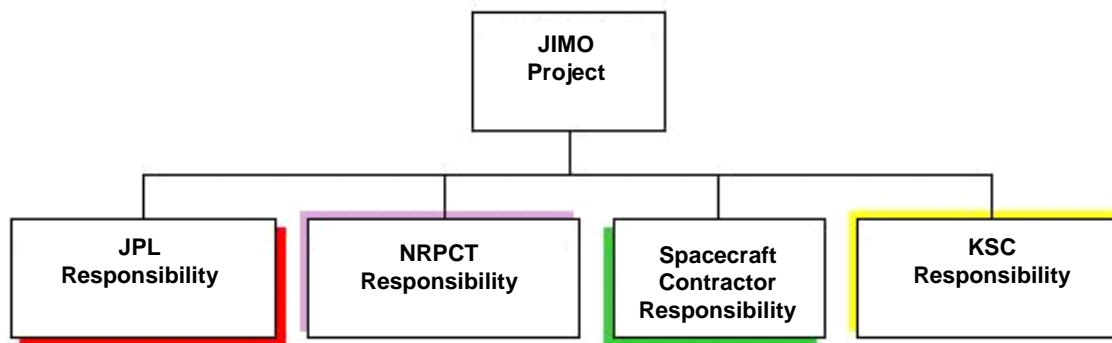 JIMO
Project
JPL
Responsibility
NRPCT
Responsibility
Spacecraft
Contractor
Responsibility
KSC
Responsibility